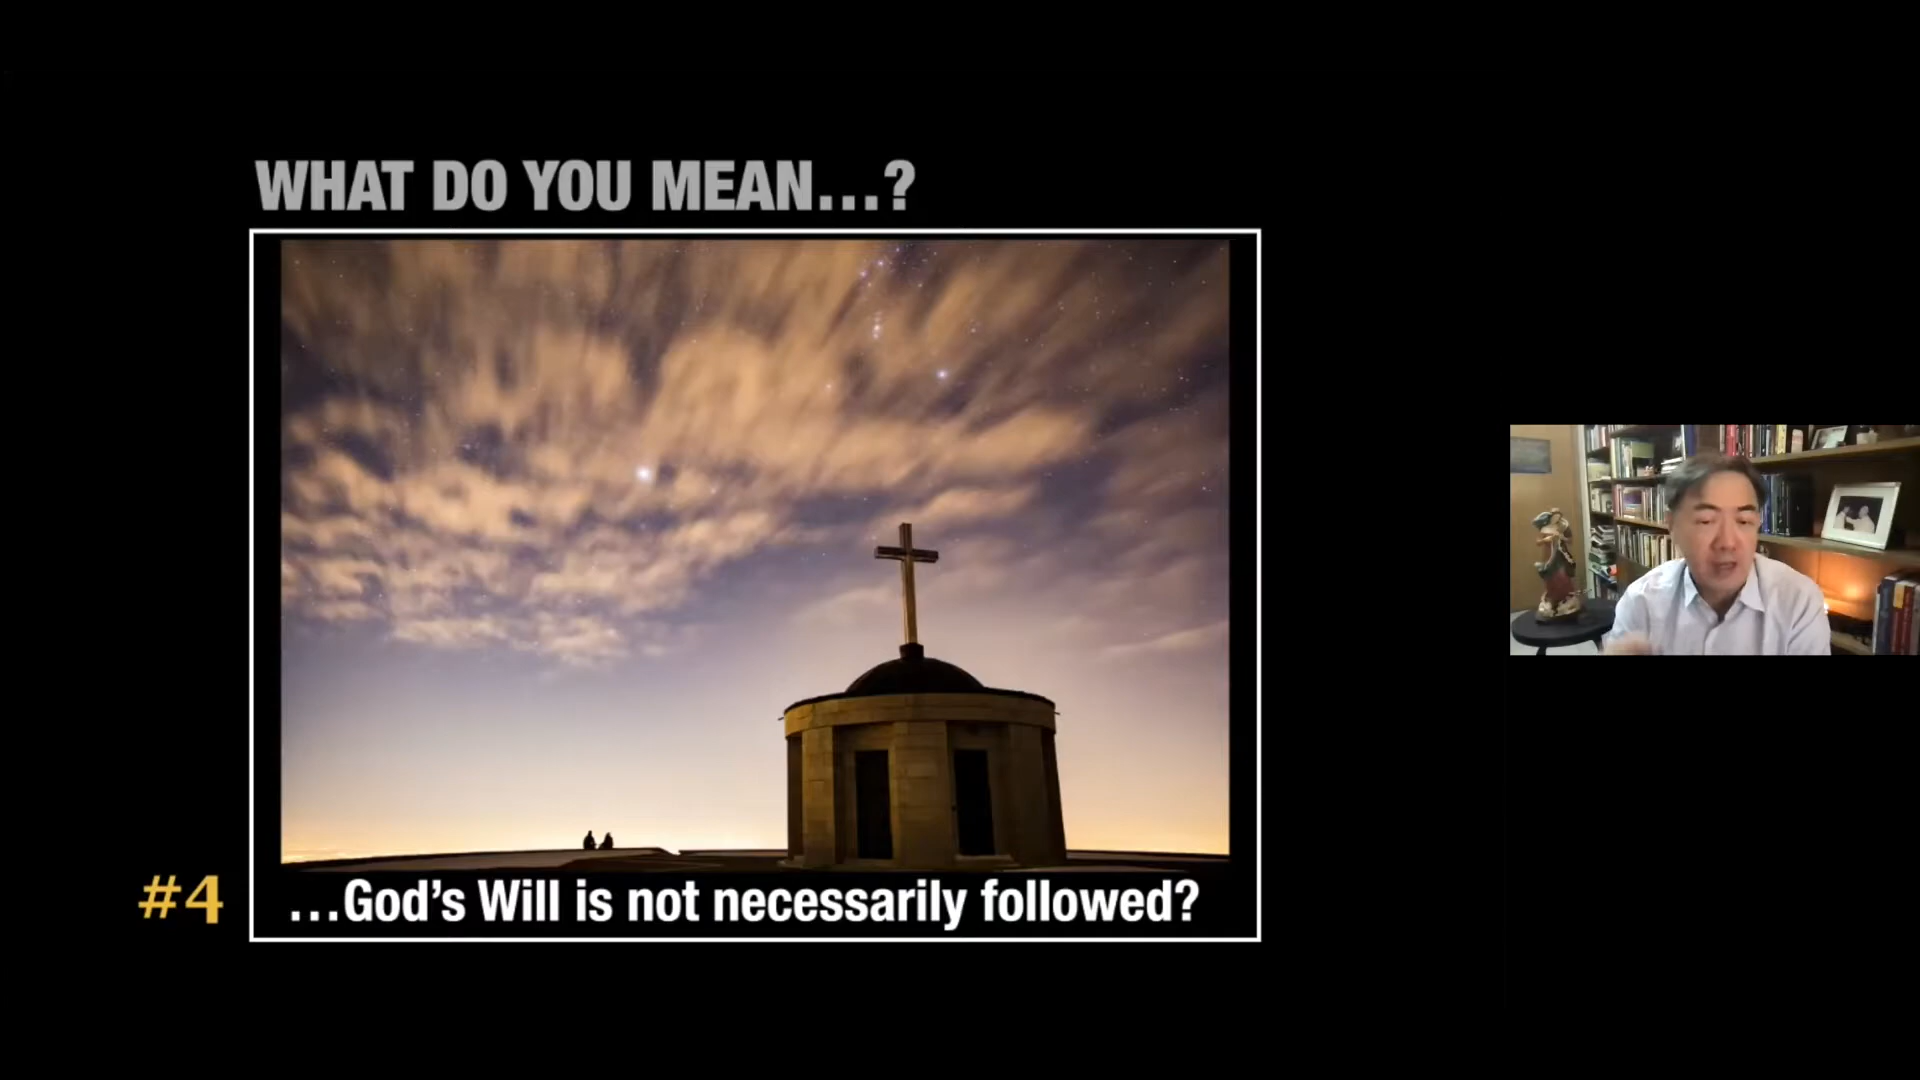 WHAT DO YOU MEAN...?
#4
...God's Will is not necessarily followed?